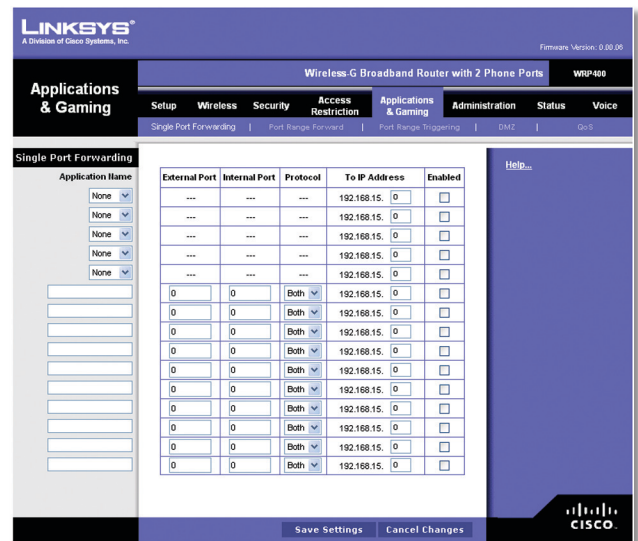 LINKSYS®
A Division of Cisco Systems, Inc.
Firmware Version: 0.00.06
Wireless-G Broadband Router with 2 Phone Ports WRP400
Applications & Gaming
Setup Wireless Security Access Restriction Applications & Gaming Administration Status Voice
Single Port Forwarding | Port Range Forward | Port Range Triggering | DMZ | QoS
Single Port Forwarding
Help...
Application Name External Port Internal Port Protocol To IP Address Enabled
None --- --- --- 192.168.15. 0
None --- --- --- 192.168.15. 0
None --- --- --- 192.168.15. 0
None --- --- --- 192.168.15. 0
None --- --- --- 192.168.15. 0
0 0 Both 192.168.15. 0
0 0 Both 192.168.15. 0
0 0 Both 192.168.15. 0
0 0 Both 192.168.15. 0
0 0 Both 192.168.15. 0
0 0 Both 192.168.15. 0
0 0 Both 192.168.15. 0
0 0 Both 192.168.15. 0
0 0 Both 192.168.15. 0
0 0 Both 192.168.15. 0
Save Settings Cancel Changes
CISCO.